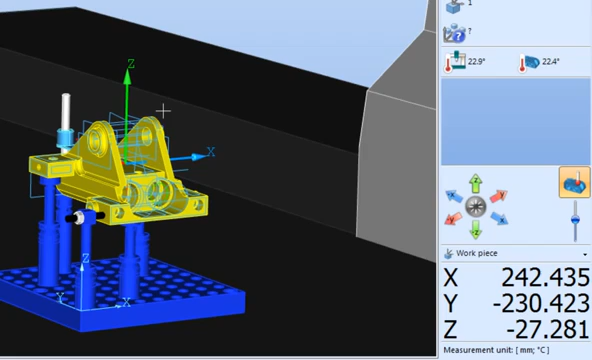 1
?
22.9° 22.4°
Z
X
Z
Y X
x y
y x
z
Work piece
X 242.435
Y -230.423
Z -27.281
Measurement unit: [ mm; °C ]